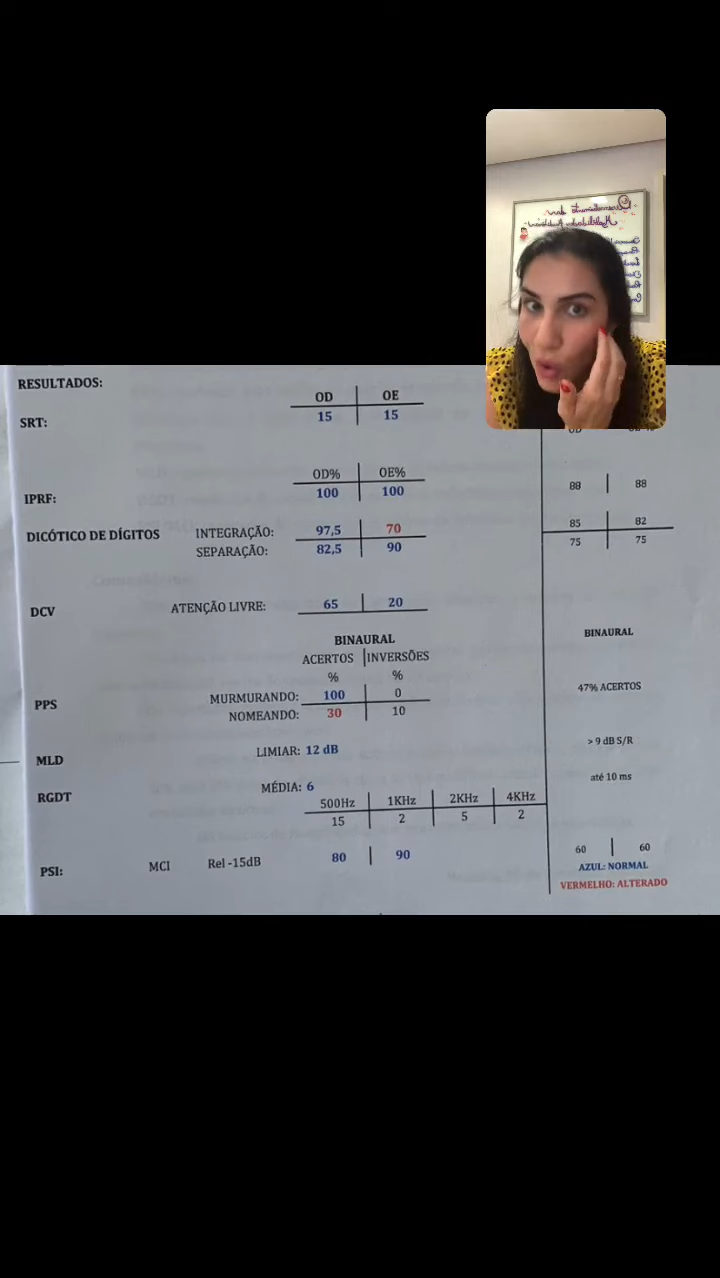 RESULTADOS:
OD OE
SRT: 15 15
OD% OE%
IPRF: 100 100 88 88
DICÓTICO DE DÍGITOS INTEGRAÇÃO: 97,5 70 85 82
SEPARAÇÃO: 82,5 90 75 75
DCV ATENÇÃO LIVRE: 65 20
BINAURAL BINAURAL
ACERTOS INVERSÕES
% %
PPS MURMURANDO: 100 0 47% ACERTOS
NOMEANDO: 30 10
MLD LIMIAR: 12 dB > 9 dB S/R
RGDT MÉDIA: 6 até 10 ms
500Hz 1KHz 2KHz 4KHz
15 2 5 2
PSI: MCI Rel -15dB 80 90 60 60
AZUL: NORMAL
VERMELHO: ALTERADO